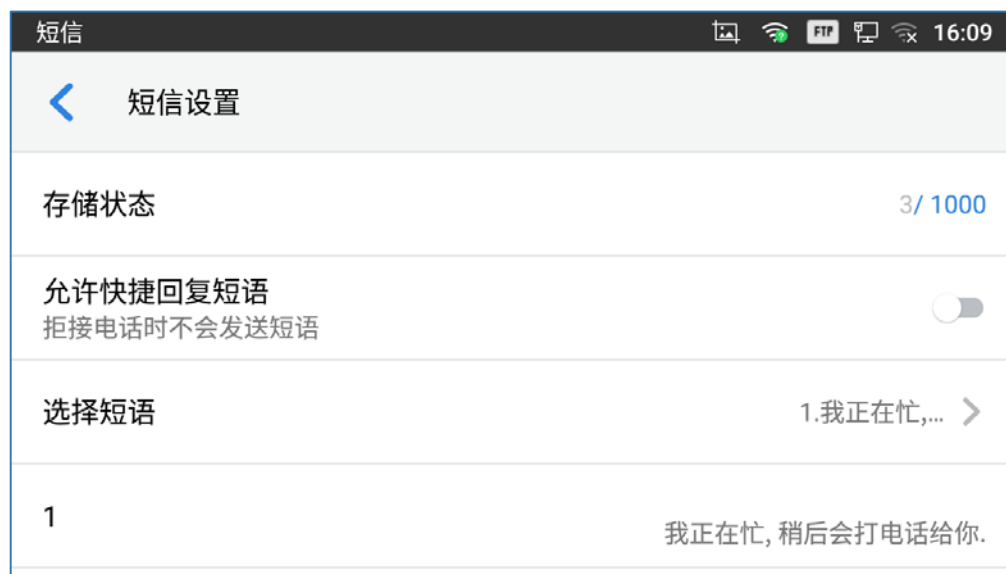 短信
FTP
16:09
短信设置
存储状态
3/ 1000
允许快捷回复短语
拒接电话时不会发送短语
选择短语
1.我正在忙,...
1
我正在忙, 稍后会打电话给你.